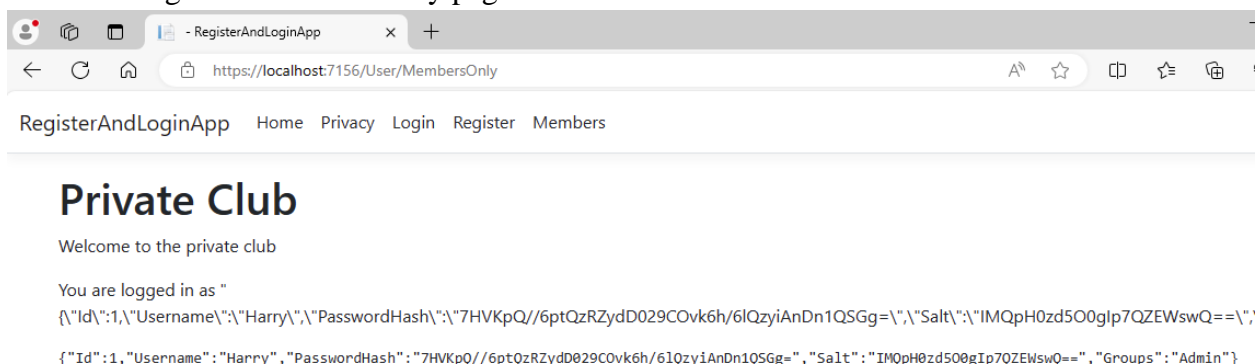 - RegisterAndLoginApp
https://localhost:7156/User/MembersOnly
RegisterAndLoginApp Home Privacy Login Register Members
Private Club
Welcome to the private club
You are logged in as "
{\"Id\":1,\"Username\":\"Harry\",\"PasswordHash\":\"7HVKpQ//6ptQzRZydD029COvk6h/6lQzyiAnDn1QSGg=\",\"Salt\":\"IMQpH0zd5O0gIp7QZEWswQ==\",\
{"Id":1,"Username":"Harry","PasswordHash":"7HVKpQ//6ptQzRZydD029COvk6h/6lQzyiAnDn1QSGg=","Salt":"IMQpH0zd5O0gIp7QZEWswQ==","Groups":"Admin"}